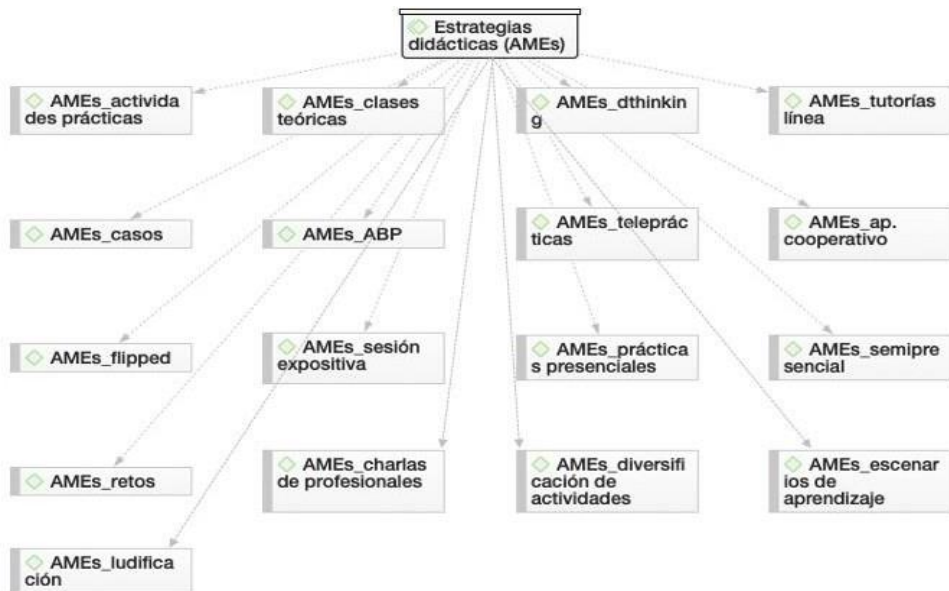 Estrategias
didácticas (AMEs)
AMEs_activida
des prácticas
AMEs_clases
teóricas
AMEs_dthinkin
g
AMEs_tutorías
línea
AMEs_casos
AMEs_ABP
AMEs_teleprác
ticas
AMEs_ap.
cooperativo
AMEs_flipped
AMEs_sesión
expositiva
AMEs_práctica
s presenciales
AMEs_semipre
sencial
AMEs_retos
AMEs_charlas
de profesionales
AMEs_diversifi
cación de
actividades
AMEs_escenar
ios de
aprendizaje
AMEs_ludifica
ción